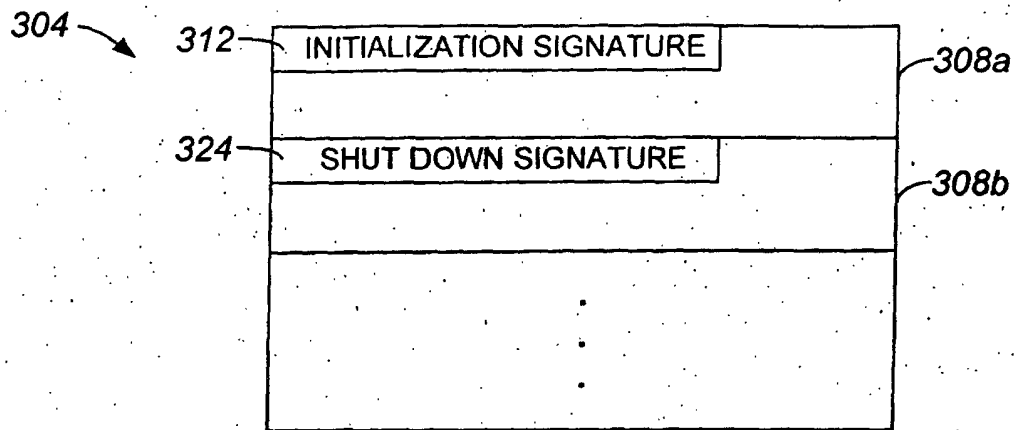 304
312 INITIALIZATION SIGNATURE
308a
324 SHUT DOWN SIGNATURE
308b